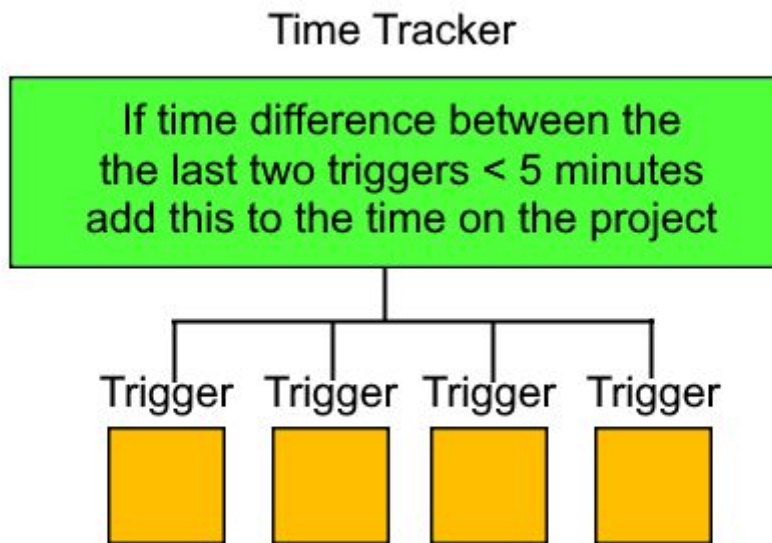 Time Tracker
If time difference between the
the last two triggers < 5 minutes
add this to the time on the project
Trigger Trigger Trigger Trigger